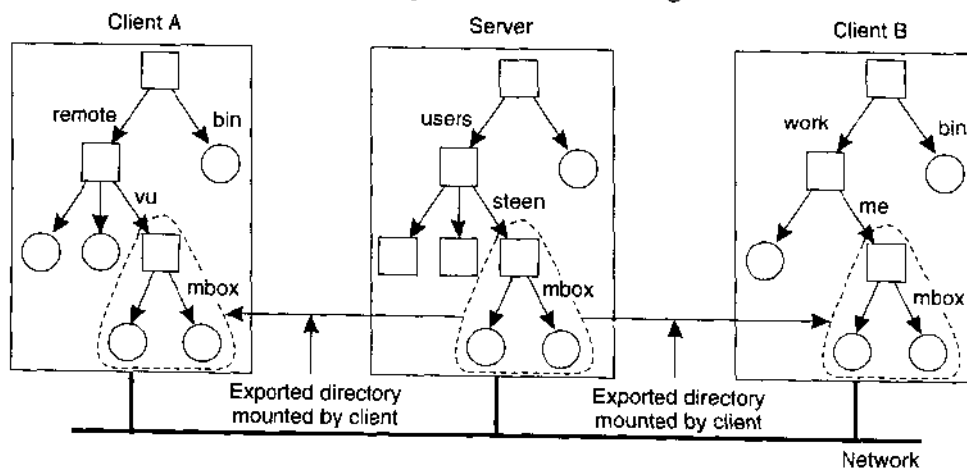 Client A
Server
Client B
remote
bin
users
work
bin
vu
steen
me
mbox
mbox
mbox
Exported directory
mounted by client
Exported directory
mounted by client
Network